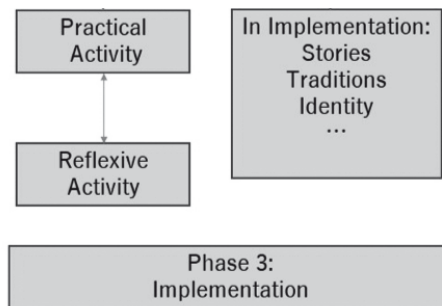 Practical
Activity
Reflexive
Activity
In Implementation:
Stories
Traditions
Identity
...
Phase 3:
Implementation